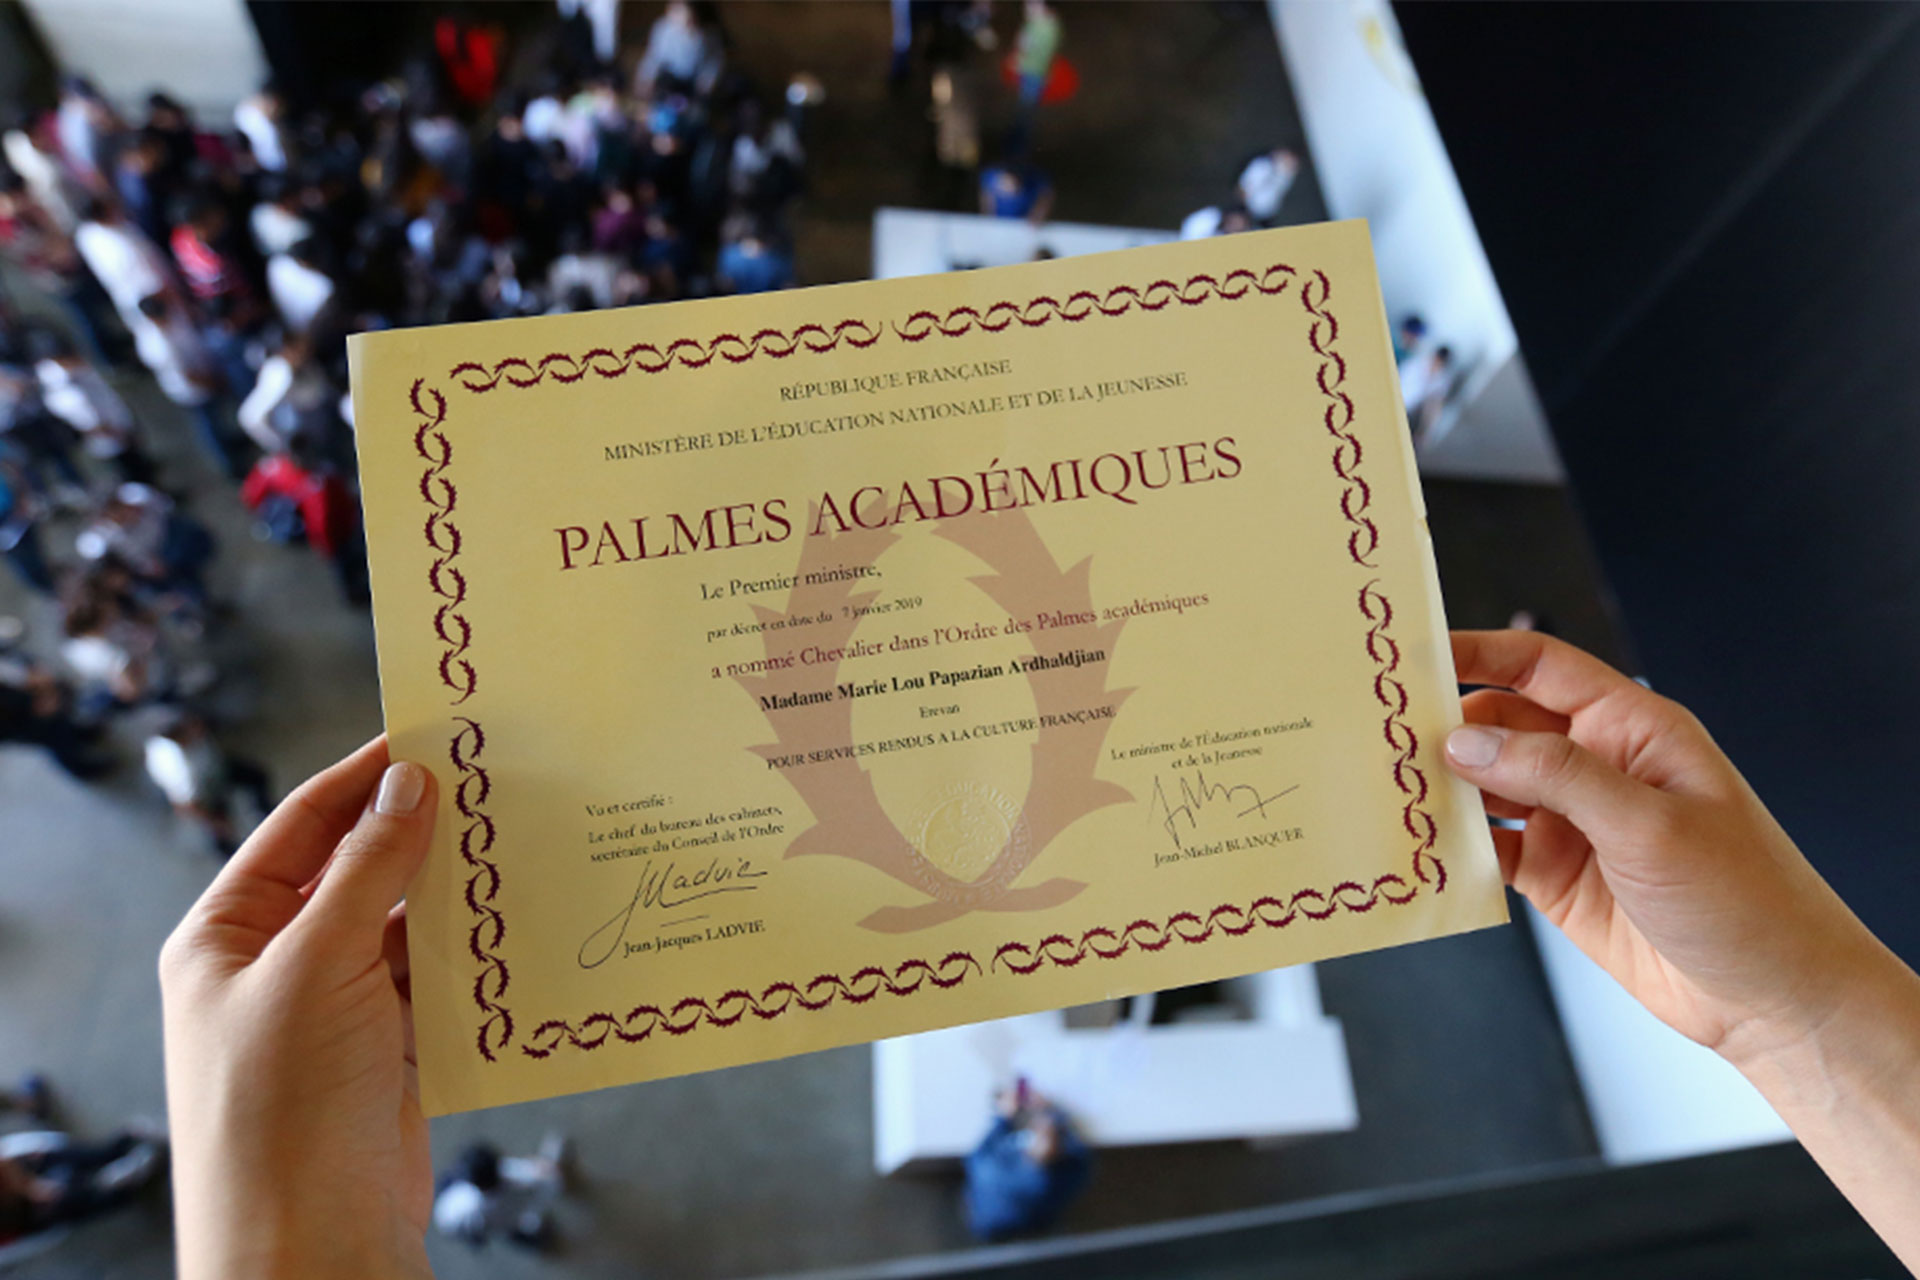 RÉPUBLIQUE FRANÇAISE
MINISTÈRE DE L'ÉDUCATION NATIONALE ET DE LA JEUNESSE
PALMES ACADÉMIQUES
Le Premier ministre,
par décret en date du 7 janvier 2019
a nommé Chevalier dans l'Ordre des Palmes académiques
Madame Marie Lou Papazian Ardhaldjian
Erevan
POUR SERVICES RENDUS A LA CULTURE FRANÇAISE
Vu et certifié :
Le chef du bureau des cabinets,
secrétaire du Conseil de l'Ordre
Jean-Jacques LADVIE
Le ministre de l'Éducation nationale
et de la Jeunesse
Jean-Michel BLANQUER